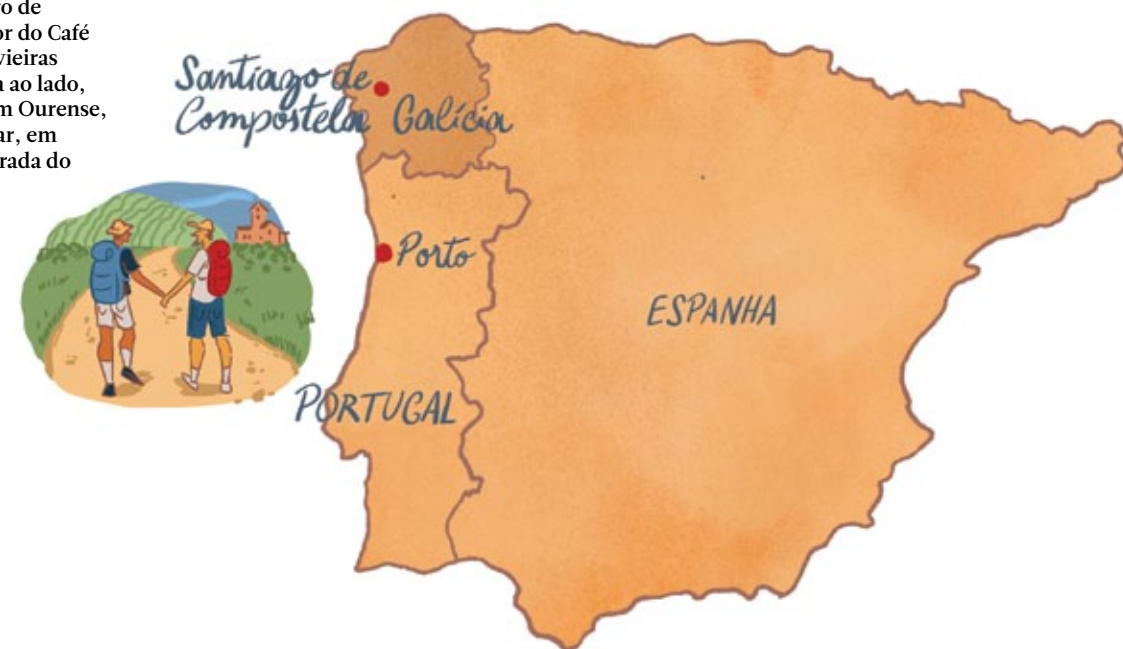 ro de
or do Café
vieiras
a ao lado,
m Ourense,
ar, em
rada do
Santiago de
Compostela
Galícia
Porto
ESPANHA
PORTUGAL